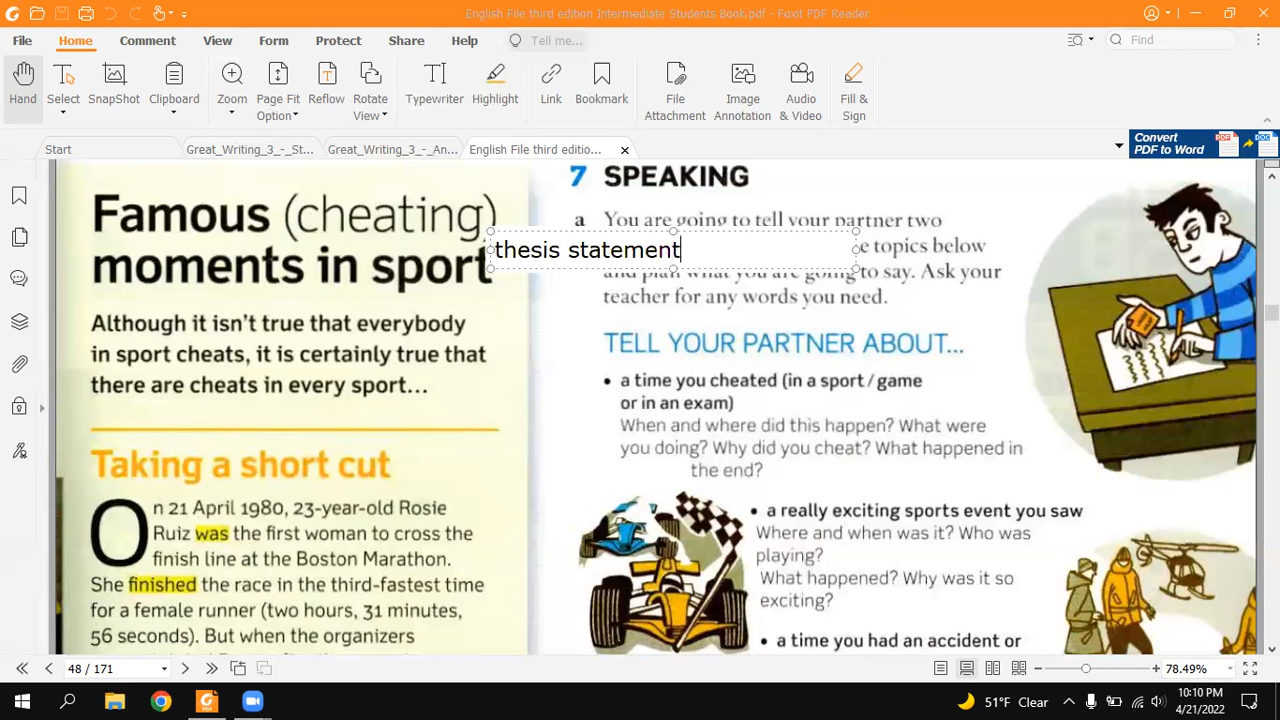 English File third edition Intermediate Students Book.pdf - Foxit PDF Reader
File Home Comment View Form Protect Share Help Tell me... Find
Hand Select SnapShot Clipboard Zoom Page Fit Option Reflow Rotate View Typewriter Highlight Link Bookmark File Attachment Image Annotation Audio & Video Fill & Sign
Start Great_Writing_3_-_St... Great_Writing_3_-_An... English File third edition... Convert PDF to Word
Famous (cheating)
moments in sport
Although it isn't true that everybody
in sport cheats, it is certainly true that
there are cheats in every sport...
Taking a short cut
On 21 April 1980, 23-year-old Rosie
Ruiz was the first woman to cross the
finish line at the Boston Marathon.
She finished the race in the third-fastest time
for a female runner (two hours, 31 minutes,
56 seconds). But when the organizers
7 SPEAKING
a You are going to tell your partner two
thesis statement
e topics below
and plan what you are going to say. Ask your
teacher for any words you need.
TELL YOUR PARTNER ABOUT...
• a time you cheated (in a sport / game
or in an exam)
When and where did this happen? What were
you doing? Why did you cheat? What happened in
the end?
• a really exciting sports event you saw
Where and when was it? Who was
playing?
What happened? Why was it so
exciting?
• a time you had an accident or
48 / 171 78.49%
51°F Clear 10:10 PM
4/21/2022